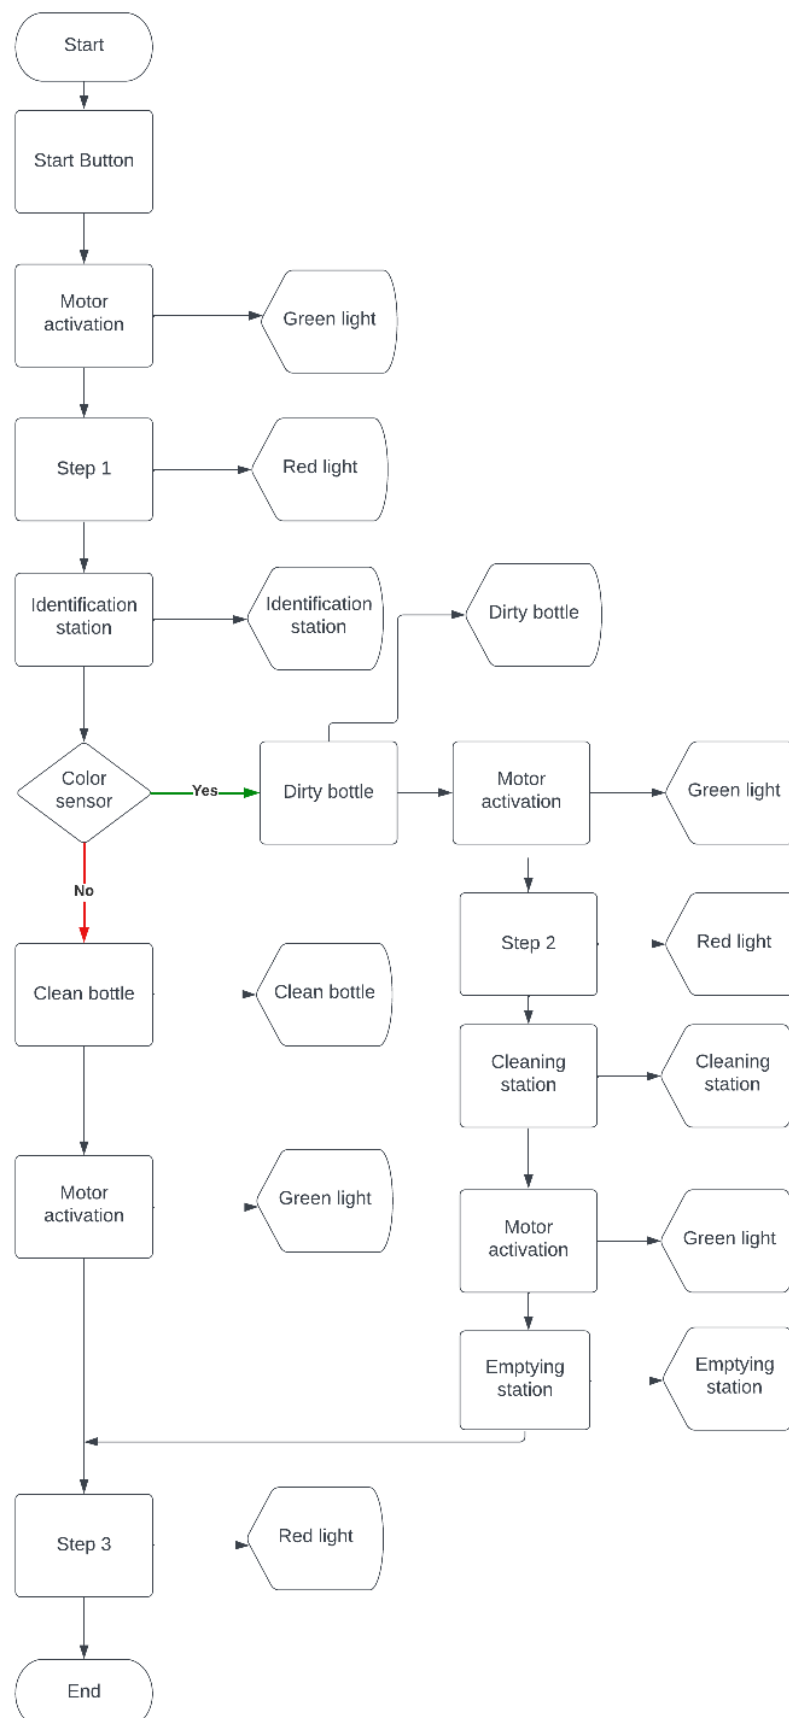 Start
Start Button
Motor
activation
Green light
Step 1
Red light
Identification
station
Identification
station
Dirty bottle
Color
sensor
Yes
Dirty bottle
Motor
activation
Green light
No
Step 2
Red light
Clean bottle
Clean bottle
Cleaning
station
Cleaning
station
Motor
activation
Green light
Motor
activation
Green light
Emptying
station
Emptying
station
Step 3
Red light
End